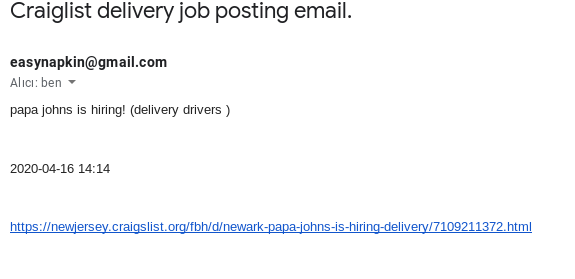 Craiglist delivery job posting email.
easynapkin@gmail.com
Alıcı: ben
papa johns is hiring! (delivery drivers )
2020-04-16 14:14
https://newjersey.craigslist.org/fbh/d/newark-papa-johns-is-hiring-delivery/7109211372.html